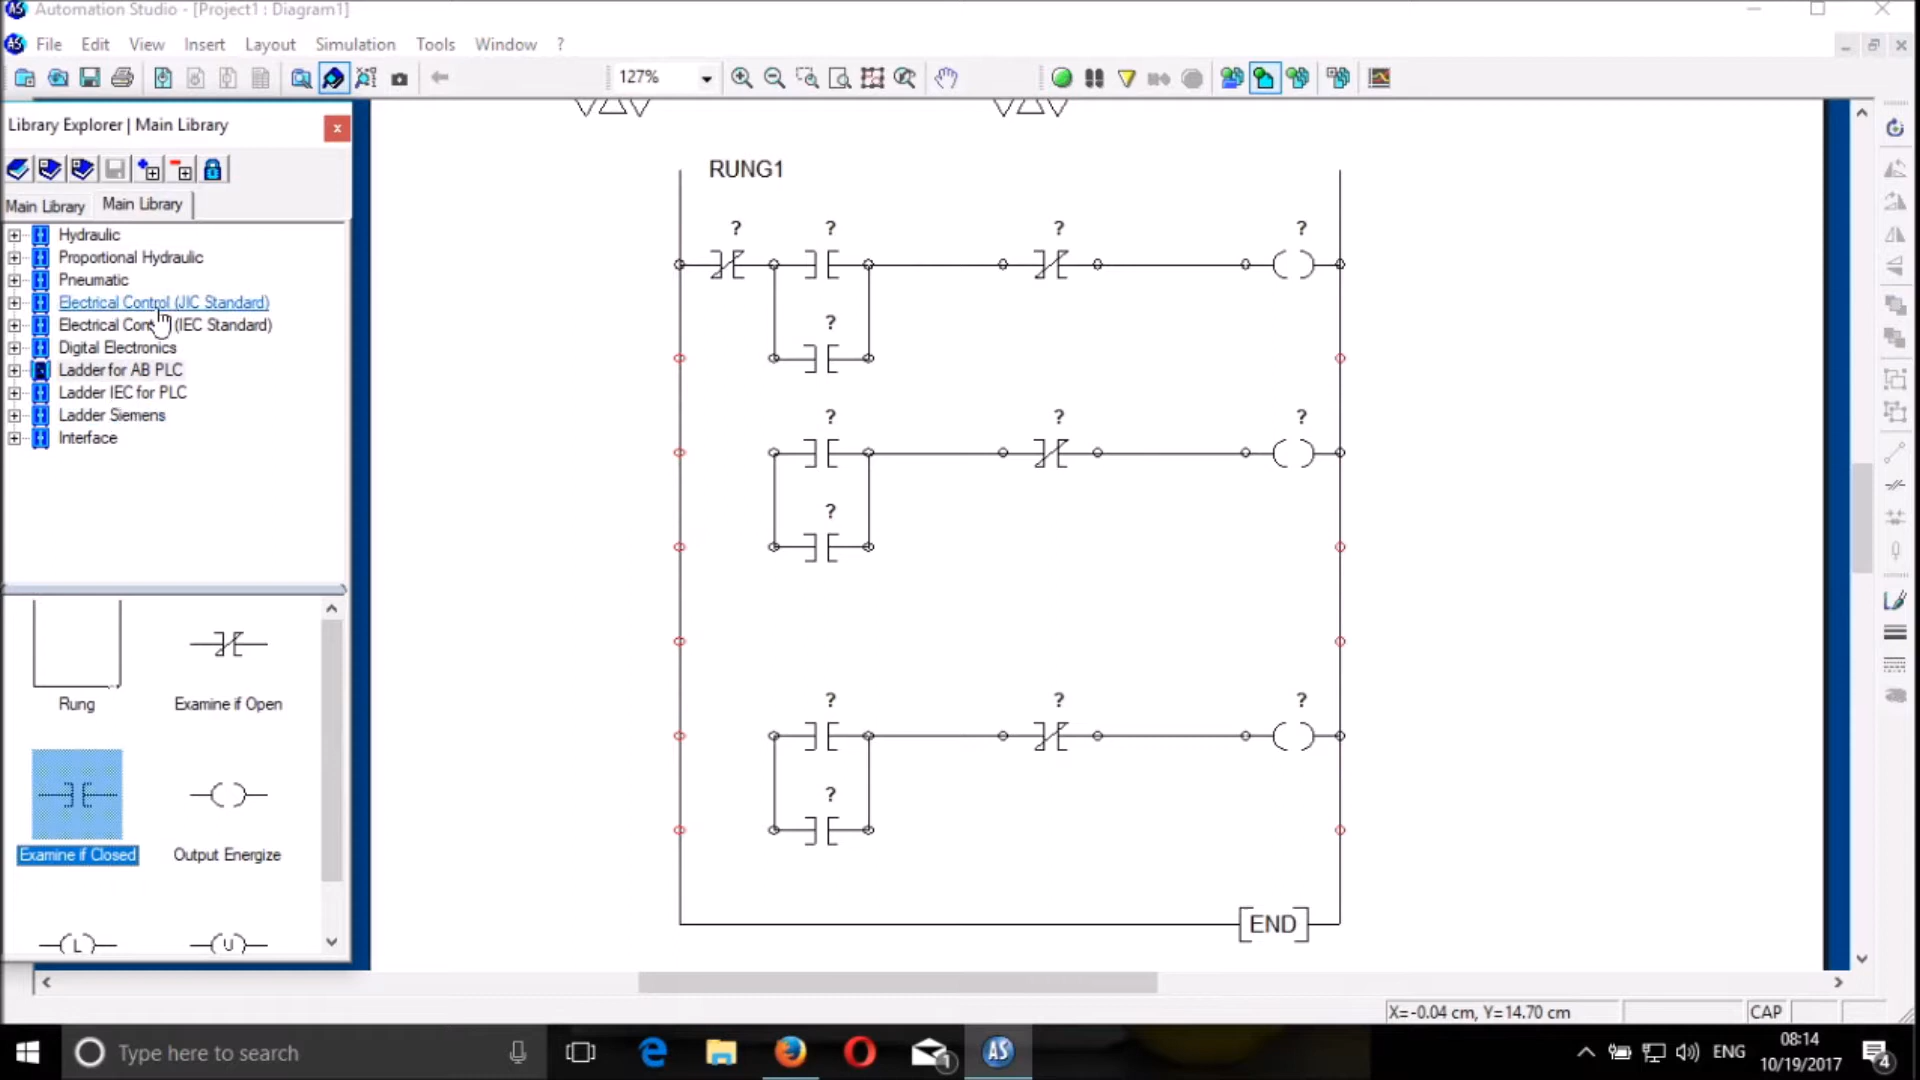 Automation Studio - [Project1 : Diagram1]
File Edit View Insert Layout Simulation Tools Window ?
127%
Library Explorer | Main Library
Main Library Main Library
Hydraulic
Proportional Hydraulic
Pneumatic
Electrical Control (JIC Standard)
Electrical Cont (IEC Standard)
Digital Electronics
Ladder for AB PLC
Ladder IEC for PLC
Ladder Siemens
Interface
Rung Examine if Open
Examine if Closed Output Energize
L U
RUNG1
? ? ? ?
?
? ? ?
?
? ? ?
?
END
X=-0.04 cm, Y=14.70 cm CAP
Type here to search
1
AS
ENG
08:14
10/19/2017
4